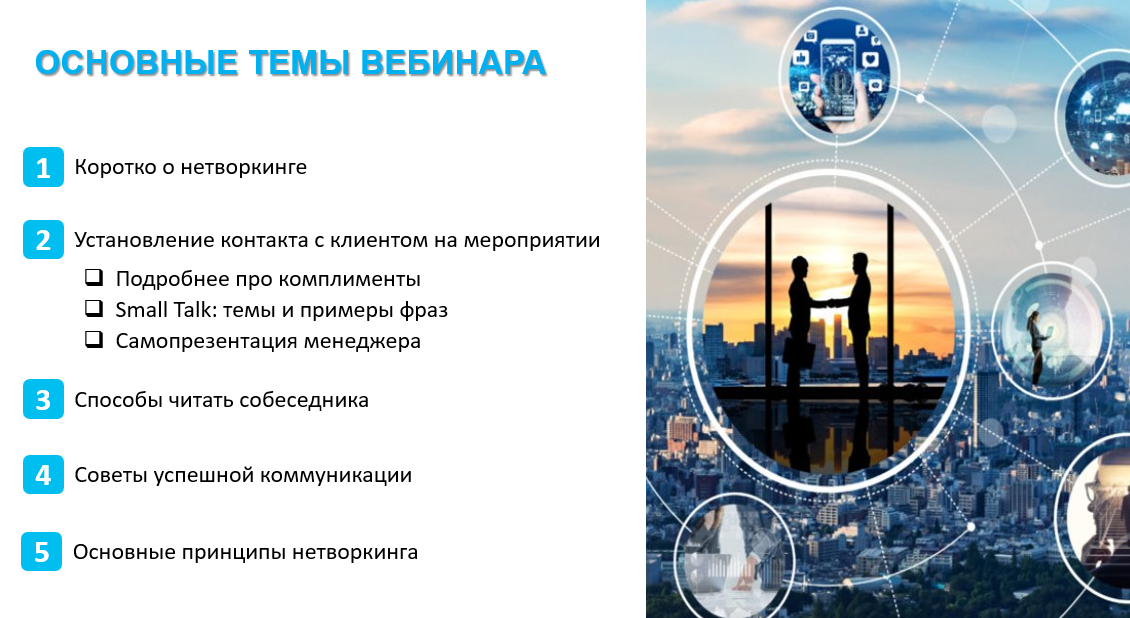 ОСНОВНЫЕ ТЕМЫ ВЕБИНАРА
1 Коротко о нетворкинге
2 Установление контакта с клиентом на мероприятии
Подробнее про комплименты
Small Talk: темы и примеры фраз
Самопрезентация менеджера
3 Способы читать собеседника
4 Советы успешной коммуникации
5 Основные принципы нетворкинга